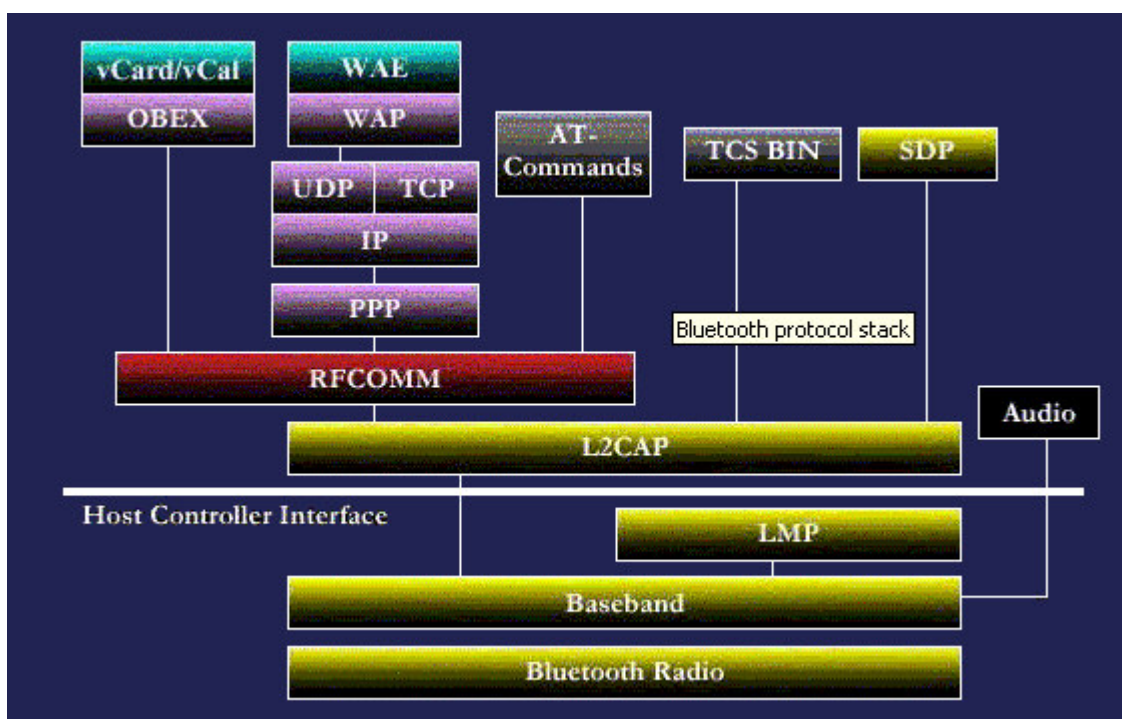 vCard/vCal
OBEX
WAE
WAP
UDP
TCP
IP
PPP
AT-
Commands
TCS BIN
SDP
Bluetooth protocol stack
RFCOMM
Audio
L2CAP
Host Controller Interface
LMP
Baseband
Bluetooth Radio